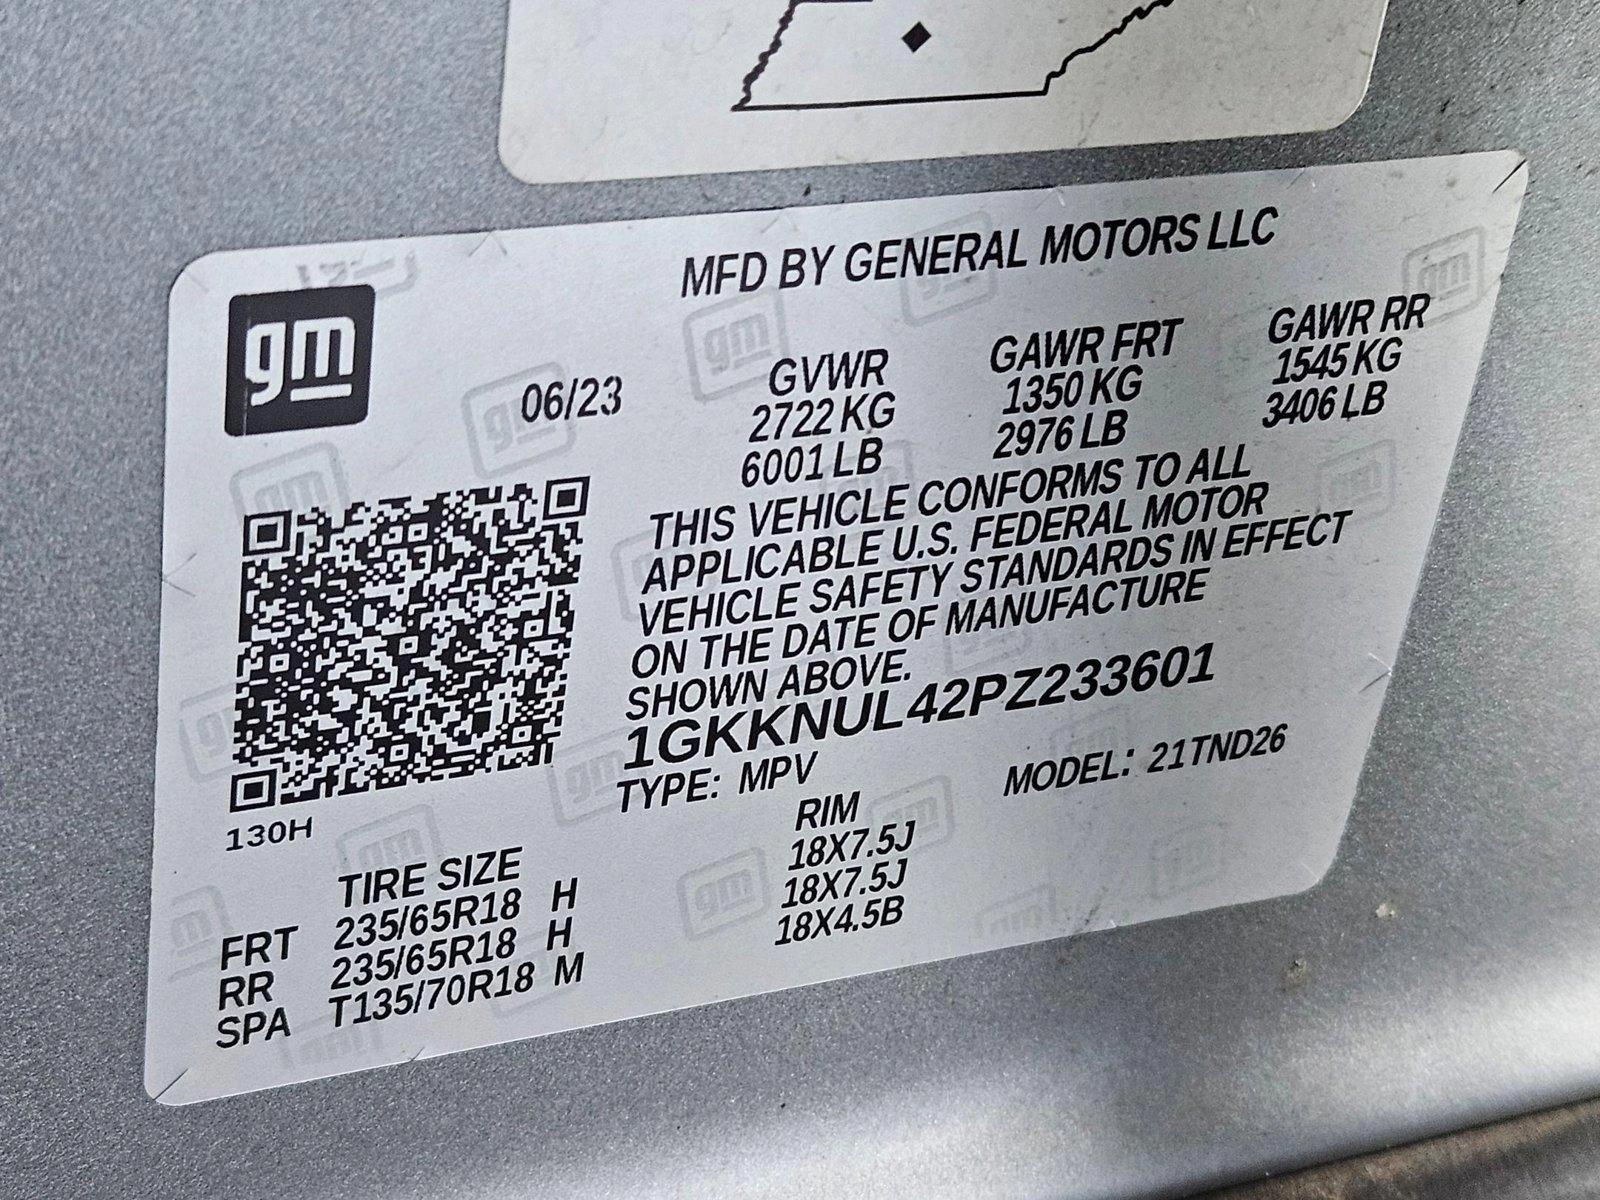 MFD BY GENERAL MOTORS LLC
gm
06/23
GVWR GAWR FRT GAWR RR
2722 KG 1350 KG 1545 KG
6001 LB 2976 LB 3406 LB
THIS VEHICLE CONFORMS TO ALL
APPLICABLE U.S. FEDERAL MOTOR
VEHICLE SAFETY STANDARDS IN EFFECT
ON THE DATE OF MANUFACTURE
SHOWN ABOVE.
1GKKNUL42PZ233601
TYPE: MPV MODEL: 21TND26
130H
TIRE SIZE RIM
FRT 235/65R18 H 18X7.5J
RR 235/65R18 H 18X7.5J
SPA T135/70R18 M 18X4.5B